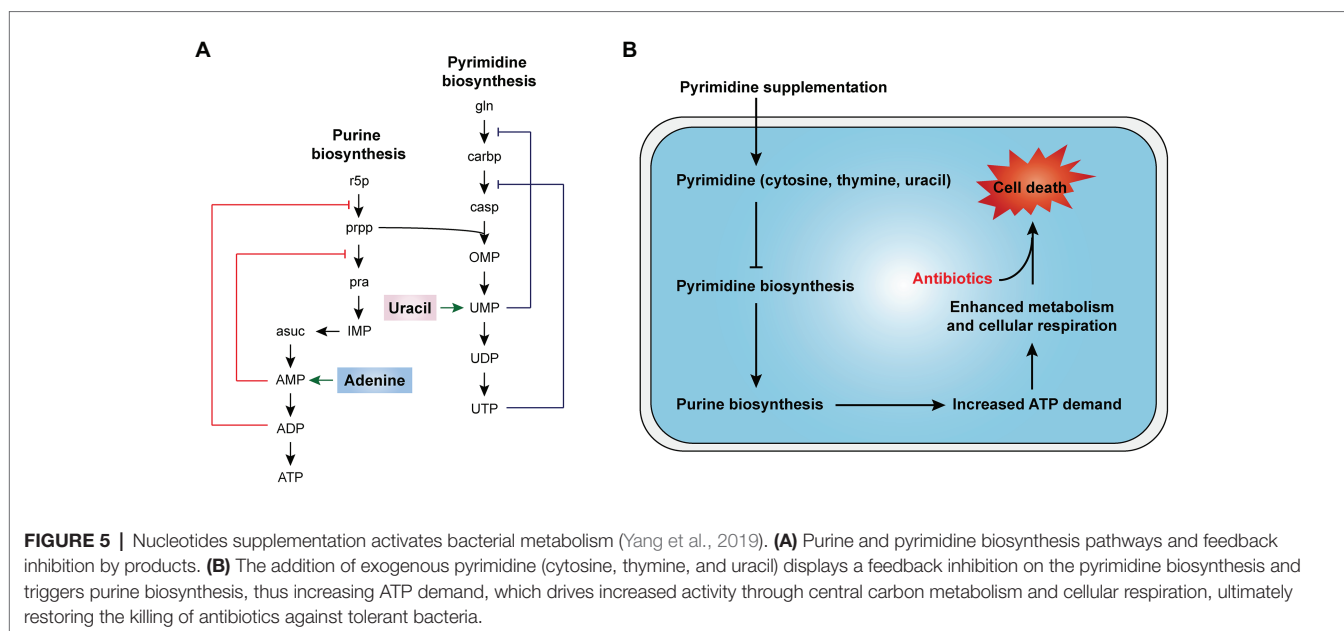 A
Purine
biosynthesis
r5p
prpp
pra
IMP
asuc
AMP
Adenine
ADP
ATP
Pyrimidine
biosynthesis
gln
carbp
casp
OMP
Uracil
UMP
UDP
UTP
B
Pyrimidine supplementation
Pyrimidine (cytosine, thymine, uracil)
Pyrimidine biosynthesis
Purine biosynthesis
Increased ATP demand
Enhanced metabolism
and cellular respiration
Antibiotics
Cell death
FIGURE 5 | Nucleotides supplementation activates bacterial metabolism (Yang et al., 2019). (A) Purine and pyrimidine biosynthesis pathways and feedback
inhibition by products. (B) The addition of exogenous pyrimidine (cytosine, thymine, and uracil) displays a feedback inhibition on the pyrimidine biosynthesis and
triggers purine biosynthesis, thus increasing ATP demand, which drives increased activity through central carbon metabolism and cellular respiration, ultimately
restoring the killing of antibiotics against tolerant bacteria.